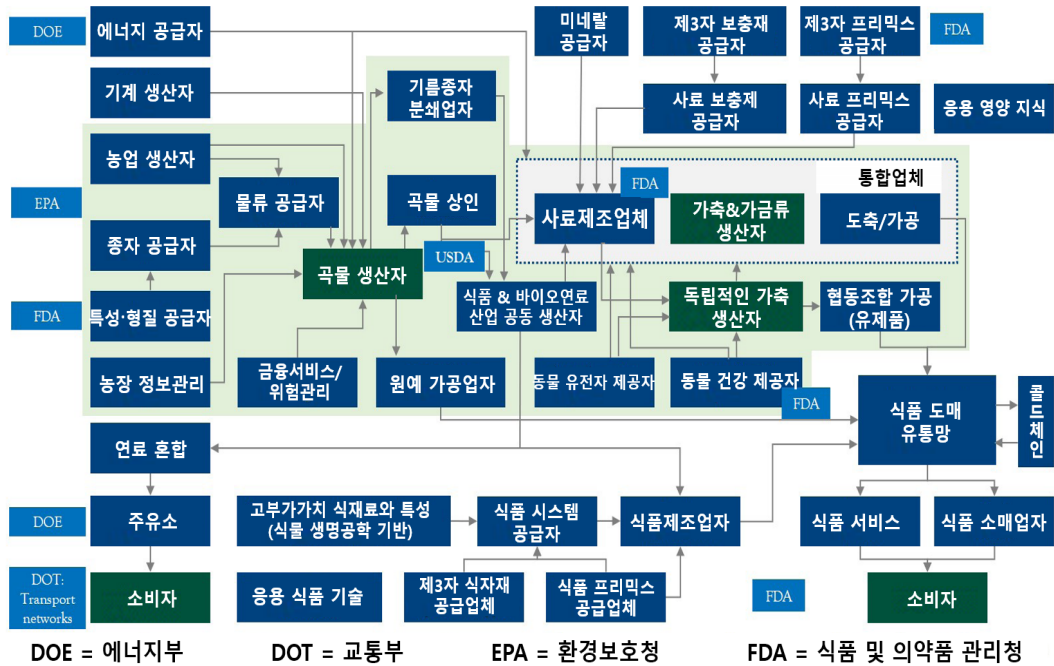 DOE
에너지 공급자
미네랄
공급자
제3자 보충재
공급자
제3자 프리믹스
공급자
FDA
기계 생산자
기름종자
분쇄업자
사료 보충제
공급자
사료 프리믹스
공급자
응용 영양 지식
농업 생산자
EPA
물류 공급자
곡물 상인
FDA
사료제조업체
가축&가금류
생산자
통합업체
도축/가공
종자 공급자
곡물 생산자
USDA
식품 & 바이오연료
산업 공동 생산자
독립적인 가축
생산자
협동조합 가공
(유제품)
FDA
특성·형질 공급자
농장 정보관리
금융서비스/
위험관리
원예 가공업자
동물 유전자 제공자
동물 건강 제공자
FDA
식품 도매
유통망
콜
드
체
인
연료 혼합
DOE
주유소
고부가가치 식재료와 특성
(식물 생명공학 기반)
식품 시스템
공급자
식품제조업자
식품 서비스
식품 소매업자
DOT:
Transport
networks
소비자
응용 식품 기술
제3자 식자재
공급업체
식품 프리믹스
공급업체
FDA
소비자
DOE = 에너지부
DOT = 교통부
EPA = 환경보호청
FDA = 식품 및 의약품 관리청